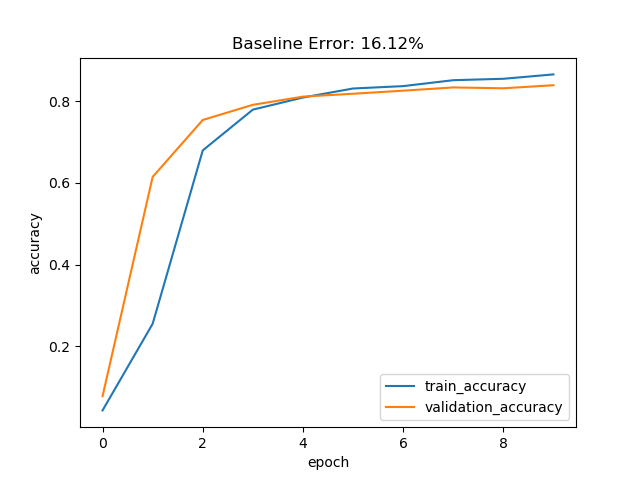 Baseline Error: 16.12%
accuracy
0.8
0.6
0.4
0.2
0 2 4 6 8
epoch
train_accuracy
validation_accuracy